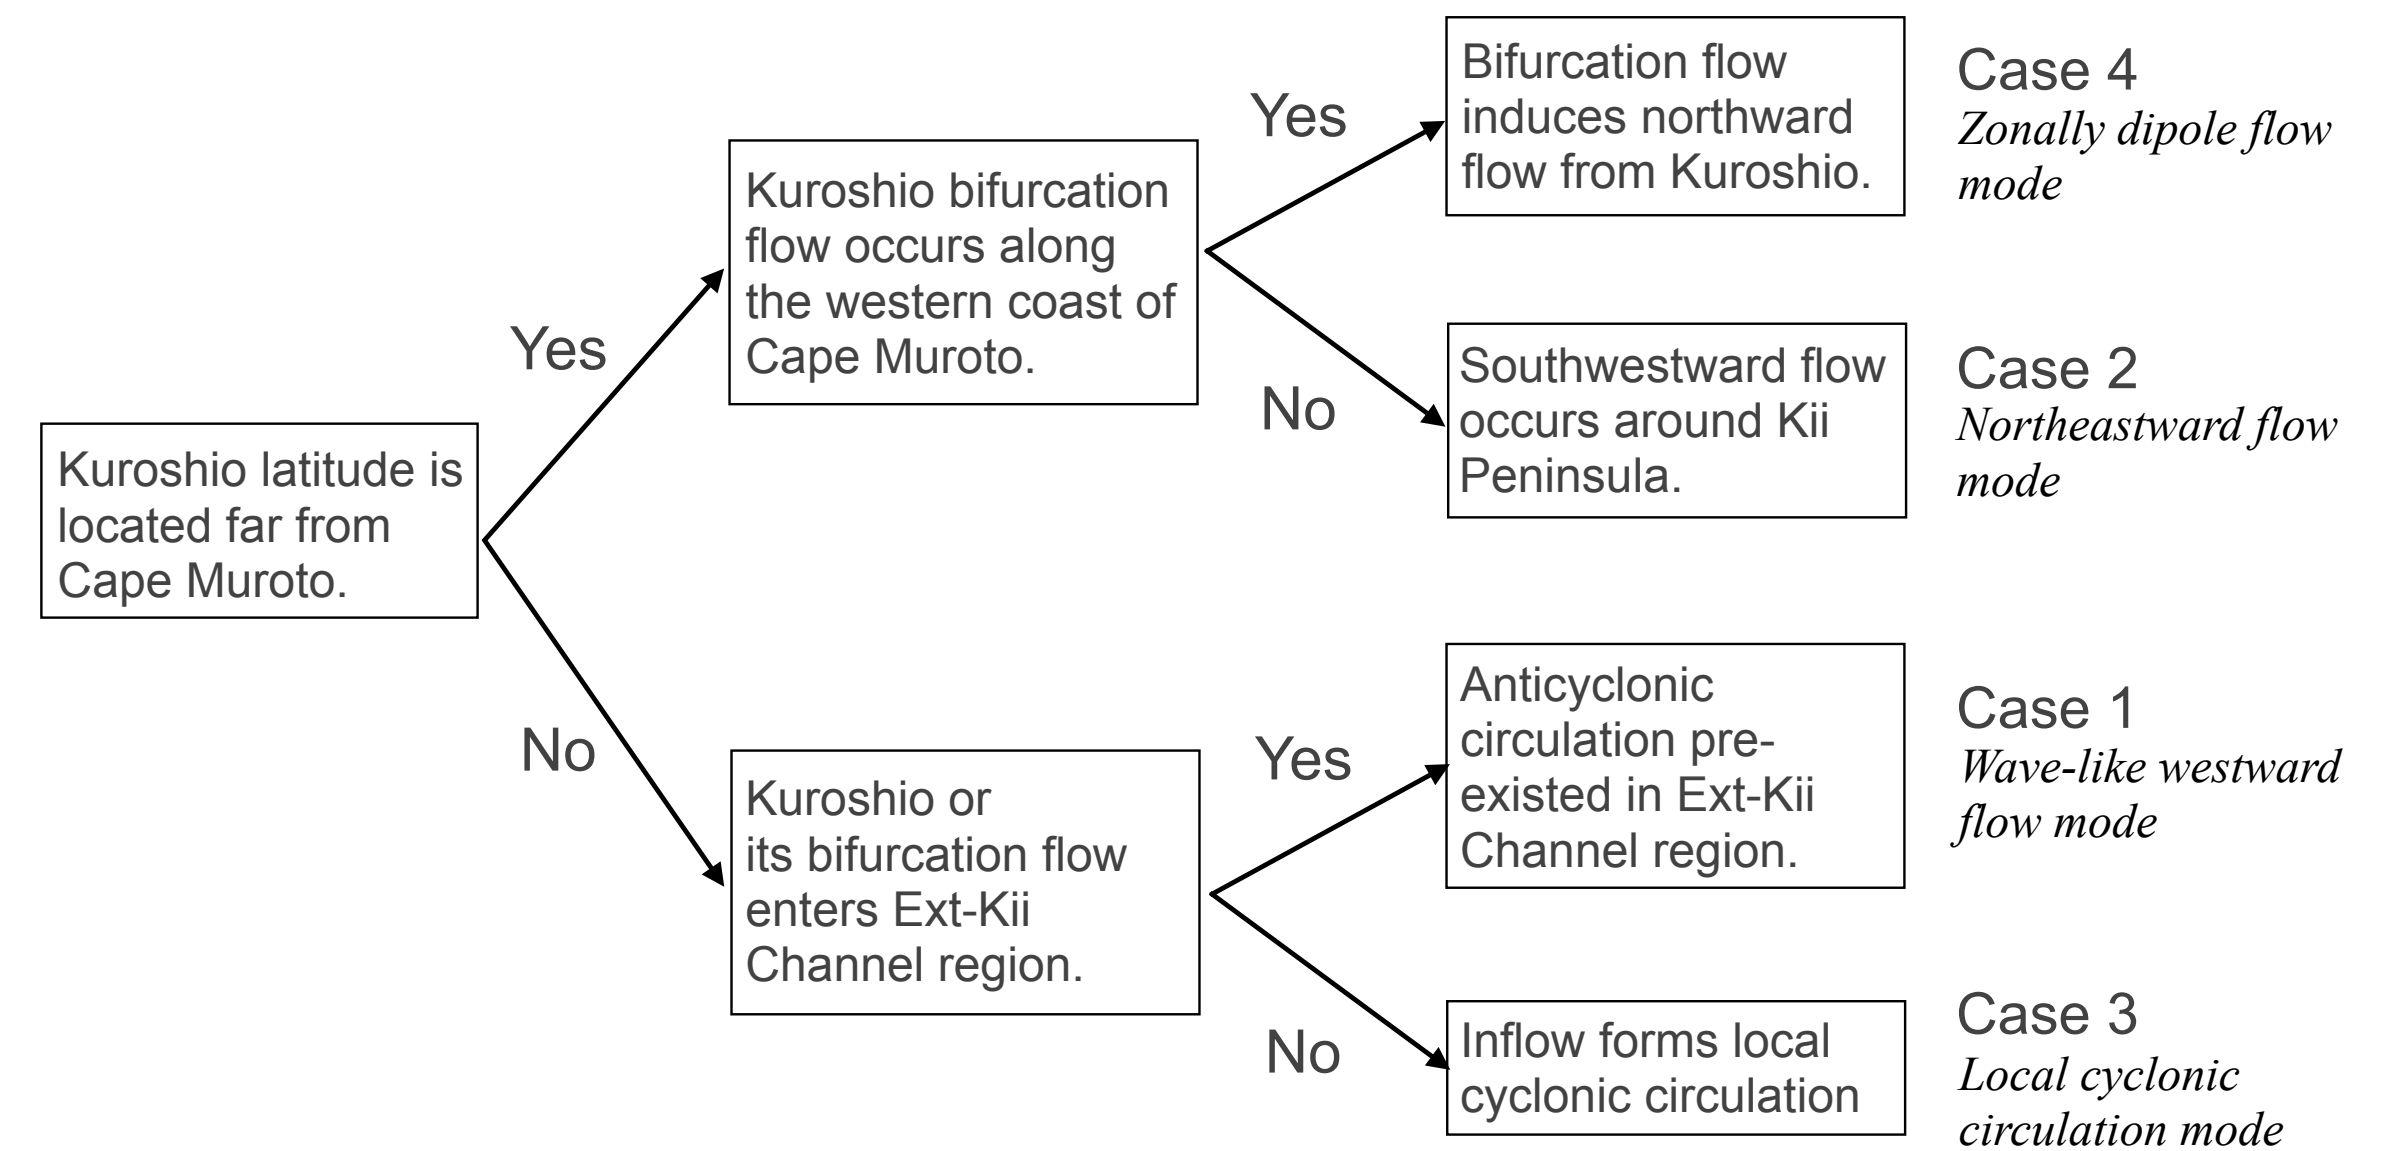 Kuroshio latitude is
located far from
Cape Muroto.
Yes
No
Kuroshio bifurcation
flow occurs along
the western coast of
Cape Muroto.
Kuroshio or
its bifurcation flow
enters Ext-Kii
Channel region.
Yes
No
Yes
No
Bifurcation flow
induces northward
flow from Kuroshio.
Case 4
Zonally dipole flow
mode
Southwestward flow
occurs around Kii
Peninsula.
Case 2
Northeastward flow
mode
Anticyclonic
circulation pre-
existed in Ext-Kii
Channel region.
Case 1
Wave-like westward
flow mode
Inflow forms local
cyclonic circulation
Case 3
Local cyclonic
circulation mode